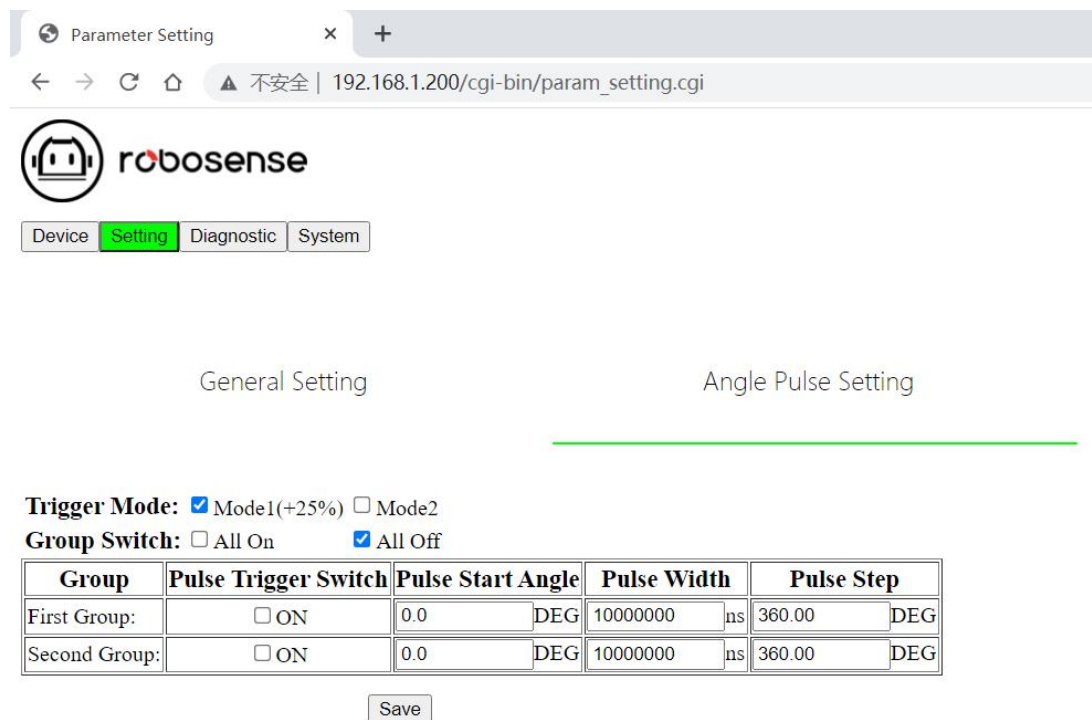 Parameter Setting
不安全 | 192.168.1.200/cgi-bin/param_setting.cgi
robosense
Device Setting Diagnostic System
General Setting Angle Pulse Setting
Trigger Mode: Mode1(+25%) Mode2
Group Switch: All On All Off
Group Pulse Trigger Switch Pulse Start Angle Pulse Width Pulse Step
First Group: ON 0.0 DEG 10000000 ns 360.00 DEG
Second Group: ON 0.0 DEG 10000000 ns 360.00 DEG
Save